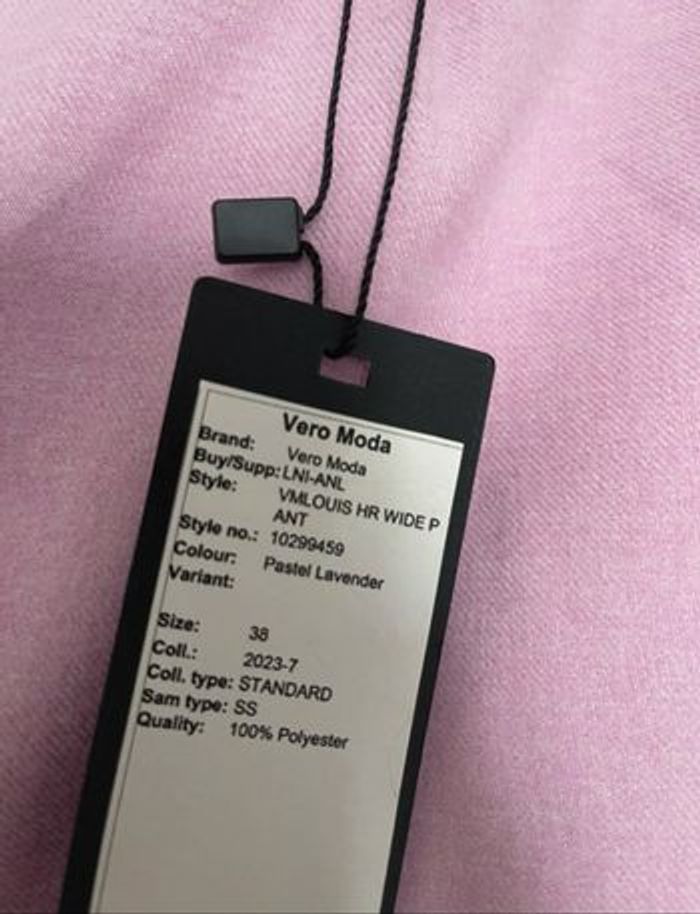 Vero Moda
Brand: Vero Moda
Buy/Supp: LNI-ANL
Style: VMLOUIS HR WIDE P
ANT
Style no.: 10299459
Colour: Pastel Lavender
Variant:
Size: 38
Coll.: 2023-7
Coll. type: STANDARD
Sam type: SS
Quality: 100% Polyester